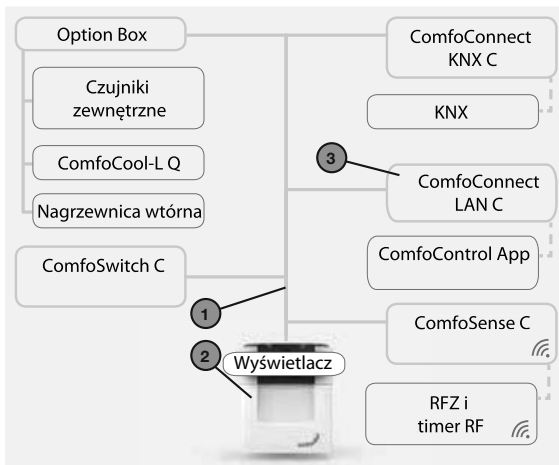 Option Box
Czujniki
zewnętrzne
ComfoCool-L Q
Nagrzewnica wtórna
ComfoSwitch C
1
2
Wyświetlacz
ComfoConnect
KNX C
KNX
3
ComfoConnect
LAN C
ComfoControl App
ComfoSense C
RFZ i
timer RF